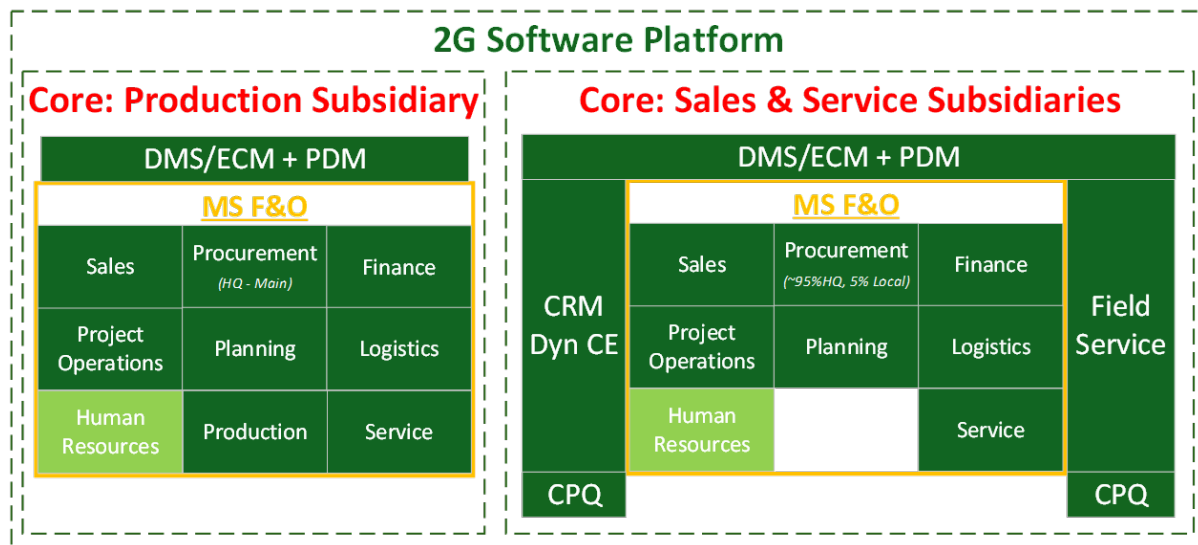 2G Software Platform
Core: Production Subsidiary
DMS/ECM + PDM
MS F&O
Sales
Procurement
(HQ - Main)
Finance
Project
Operations
Planning
Logistics
Human
Resources
Production
Service
Core: Sales & Service Subsidiaries
DMS/ECM + PDM
CRM
Dyn CE
MS F&O
Sales
Procurement
(~95%HQ, 5% Local)
Finance
Project
Operations
Planning
Logistics
Human
Resources
Service
Field
Service
CPQ
CPQ